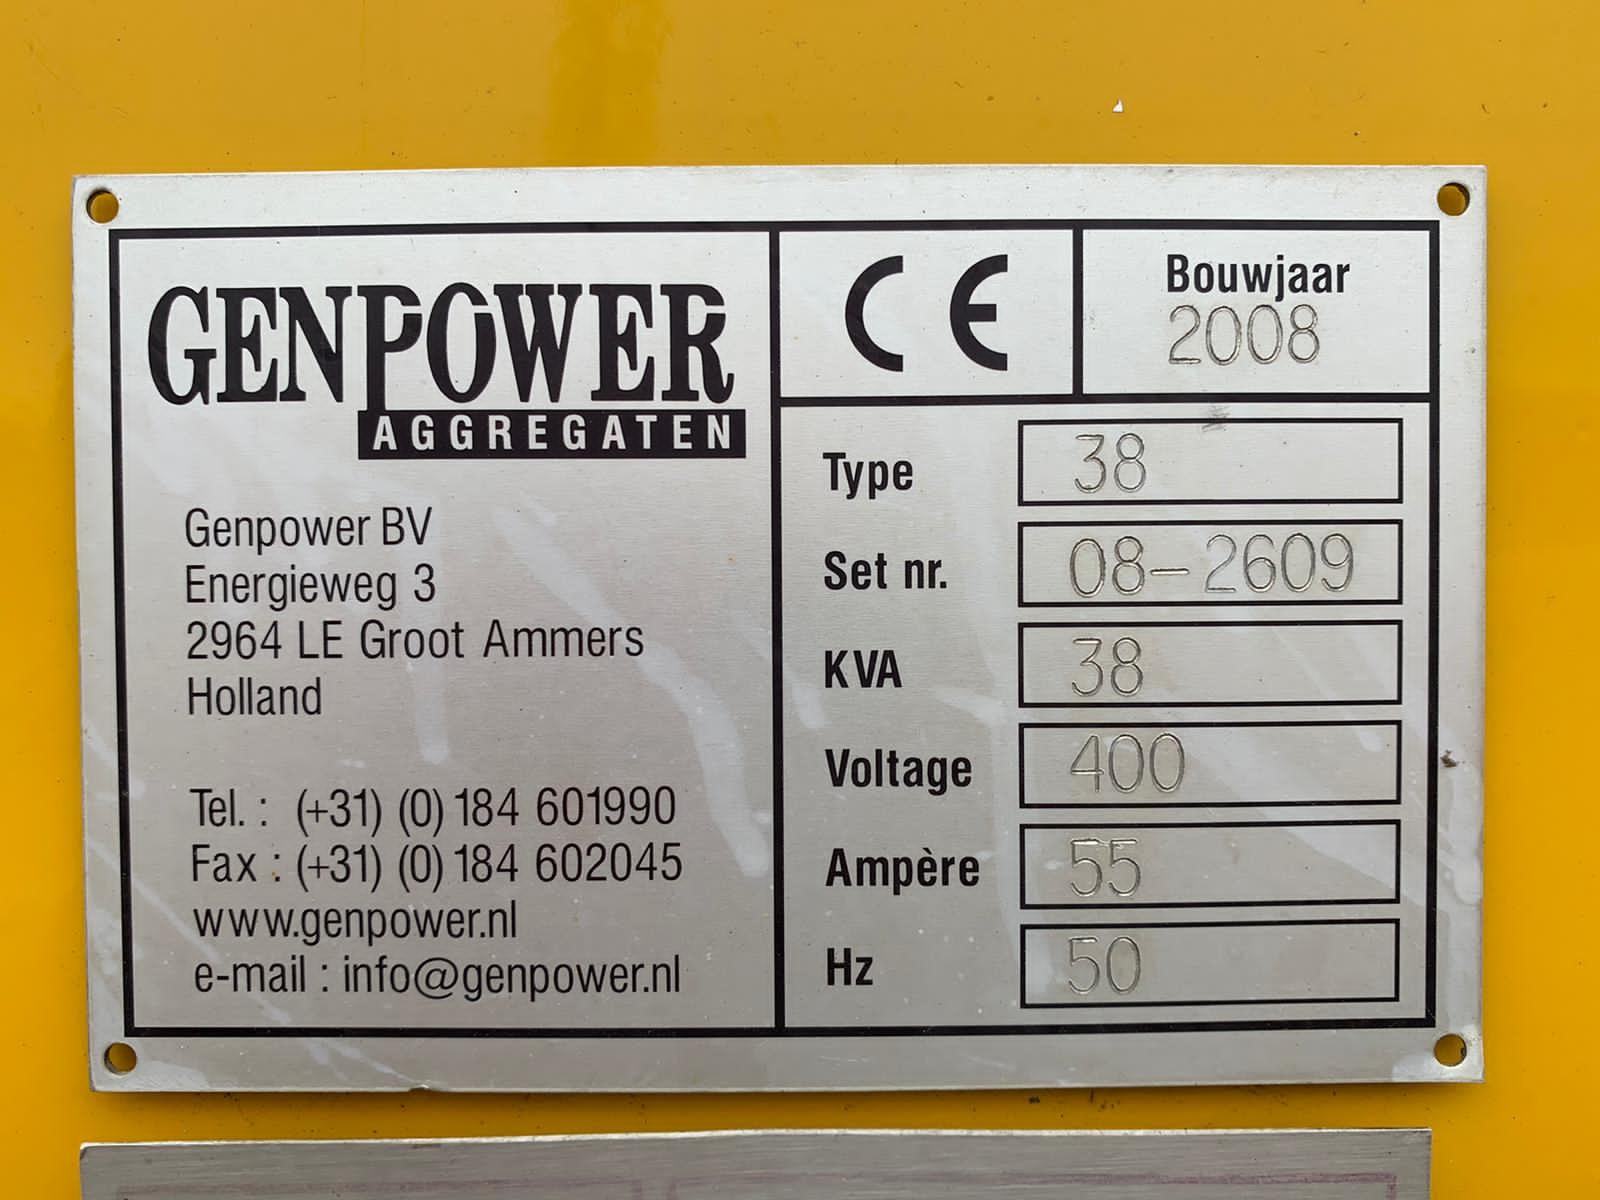 GENPOWER
AGGREGATEN
Genpower BV
Energieweg 3
2964 LE Groot Ammers
Holland
Tel. : (+31) (0) 184 601990
Fax : (+31) (0) 184 602045
www.genpower.nl
e-mail : info@genpower.nl
CE
Bouwjaar
2008
Type 38
Set nr. 08-2609
KVA 38
Voltage 400
Ampère 55
Hz 50